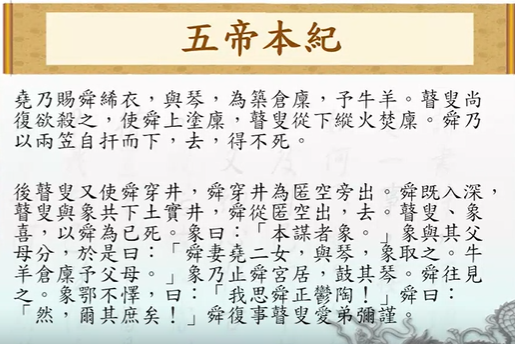 五帝本紀
堯乃賜舜絺衣，與琴，為築倉廩，予牛羊。瞽叟尚
復欲殺之，使舜上塗廩，瞽叟從下縱火焚廩。舜乃
以兩笠自扞而下，去，得不死。
後瞽叟又使舜穿井，舜穿井為匿空旁出。舜既入深，
瞽叟與象共下土實井，舜從匿空出，去。瞽叟、象
喜，以舜為已死。象曰：「本謀者象。」象與其父
母分，於是曰：「舜妻堯二女，與琴，象取之。牛
羊倉廩予父母。」象乃止舜宮居，鼓其琴。舜往見
之。象鄂不懌，曰：「我思舜正鬱陶！」舜曰：
「然，爾其庶矣！」舜復事瞽叟愛弟彌謹